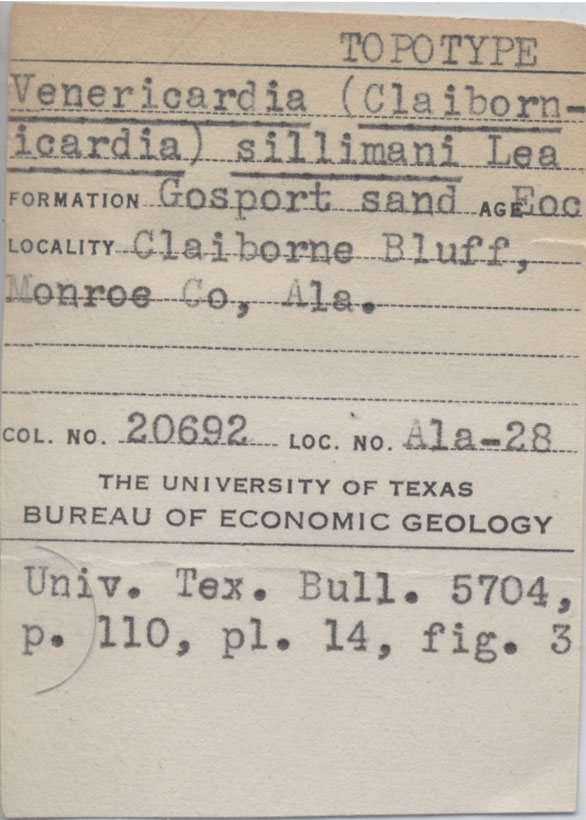 TOPOTYPE
Venericardia (Claiborn-
icardia) sillimani Lea
FORMATION Gosport sand AGE Eoc
LOCALITY Claiborne Bluff,
Monroe Co, Ala.
COL. NO. 20692 LOC. NO. Ala-28
THE UNIVERSITY OF TEXAS
BUREAU OF ECONOMIC GEOLOGY
Univ. Tex. Bull. 5704,
p. 110, pl. 14, fig. 3